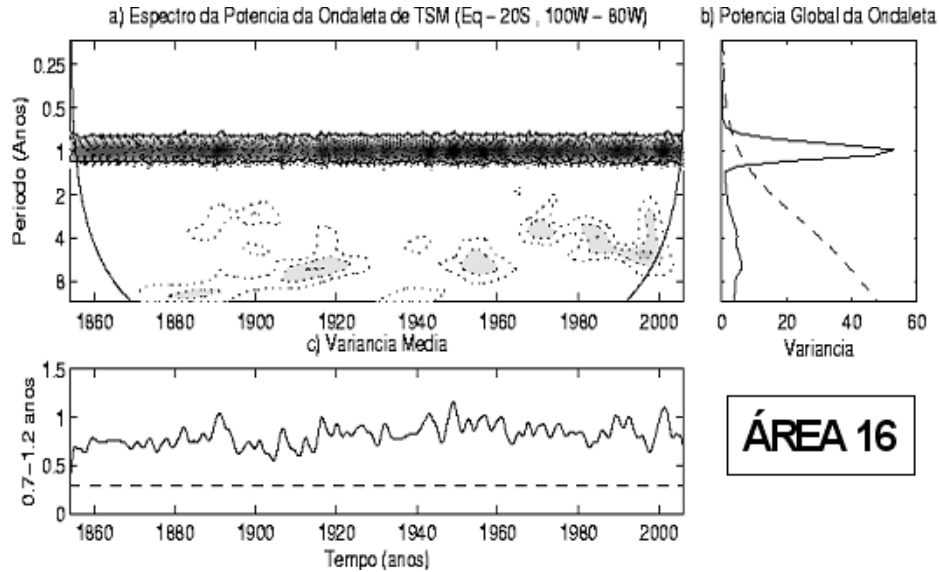 a) Espectro da Potencia da Ondaleta de TSM (Eq – 20S , 100W – 80W)
b) Potencia Global da Ondaleta
Periodo (Anos)
0.25
0.5
1
2
4
8
1860 1880 1900 1920 1940 1960 1980 2000
0 20 40 60
Variancia
c) Variancia Media
0.7 – 1.2 anos
1.5
1
0.5
0
1860 1880 1900 1920 1940 1960 1980 2000
Tempo (anos)
ÁREA 16